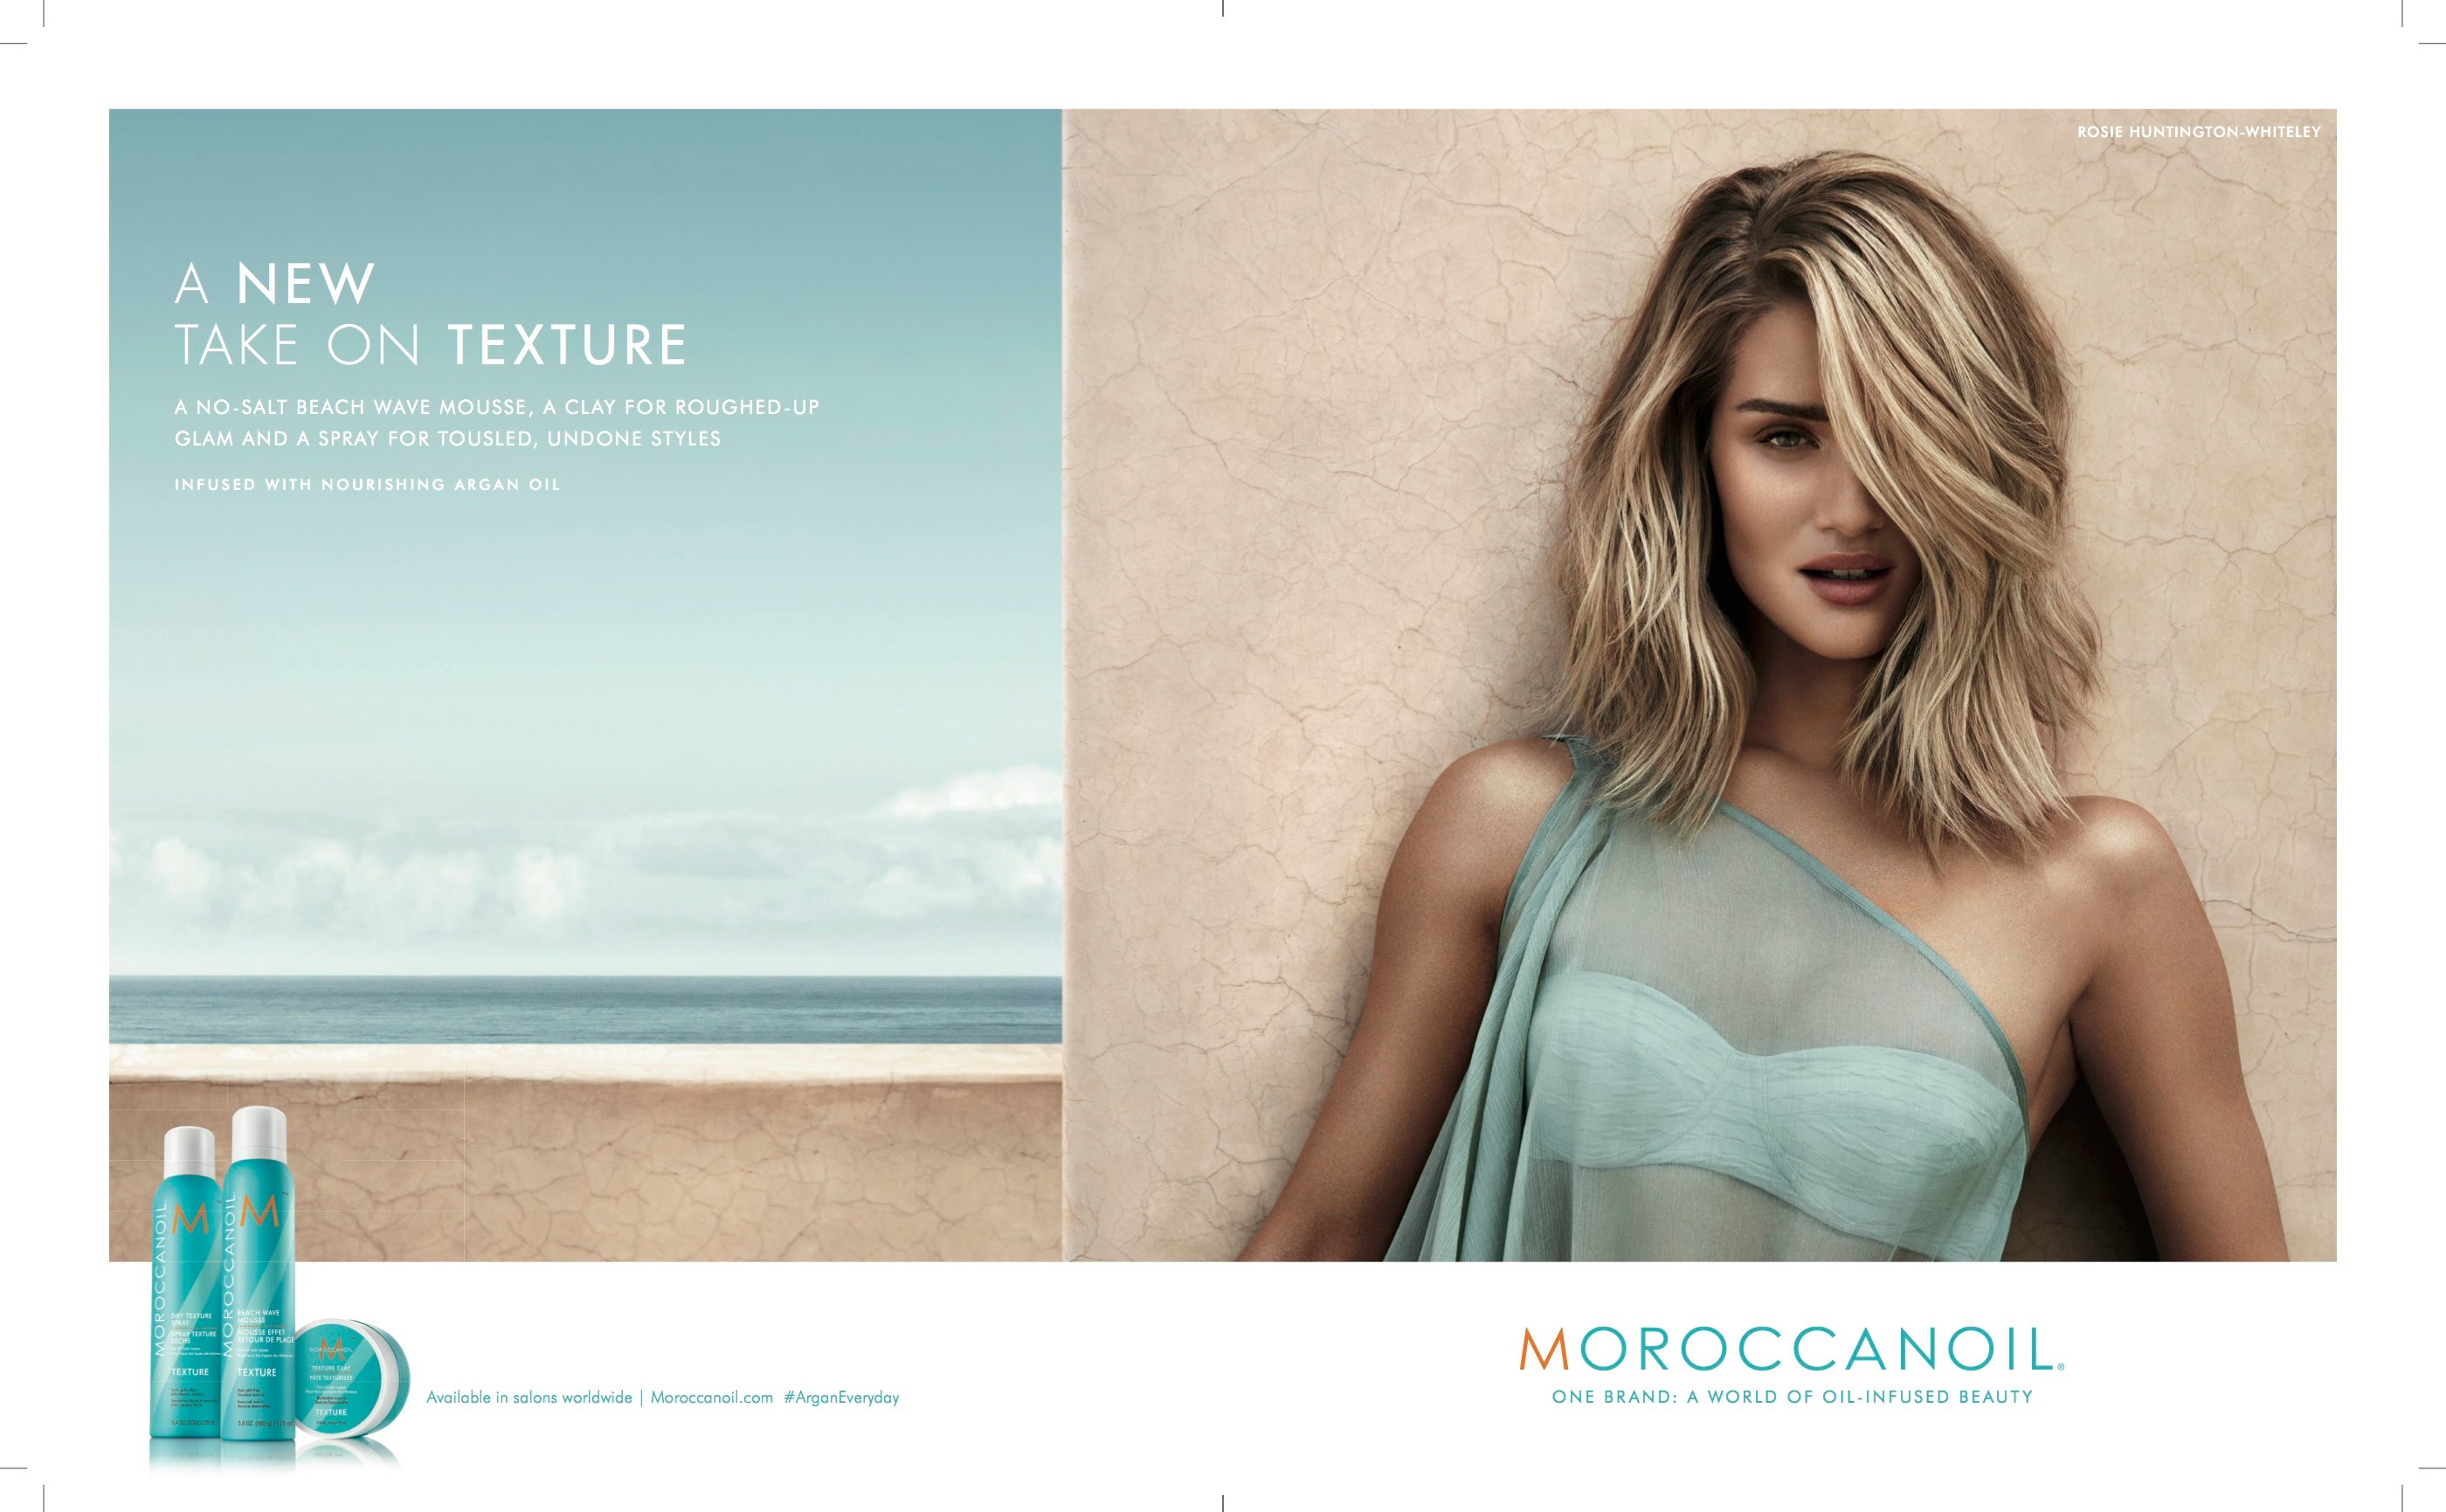 ROSIE HUNTINGTON-WHITELEY
A NEW
TAKE ON TEXTURE
A NO-SALT BEACH WAVE MOUSSE, A CLAY FOR ROUGHED-UP
GLAM AND A SPRAY FOR TOUSLED, UNDONE STYLES
INFUSED WITH NOURISHING ARGAN OIL
MOROCCANOIL
M
DRY TEXTURE
SPRAY
SPRAY TEXTURE
SÈCHE
TEXTURE
MOROCCANOIL
M
BEACH WAVE
MOUSSE
MOUSSE EFFET
RETOUR DE PLAGE
TEXTURE
M
MOROCCANOIL
TEXTURE CLAY
PÂTE TEXTURISÉE
TEXTURE
Available in salons worldwide | Moroccanoil.com #ArganEveryday
MOROCCANOIL®
ONE BRAND: A WORLD OF OIL-INFUSED BEAUTY